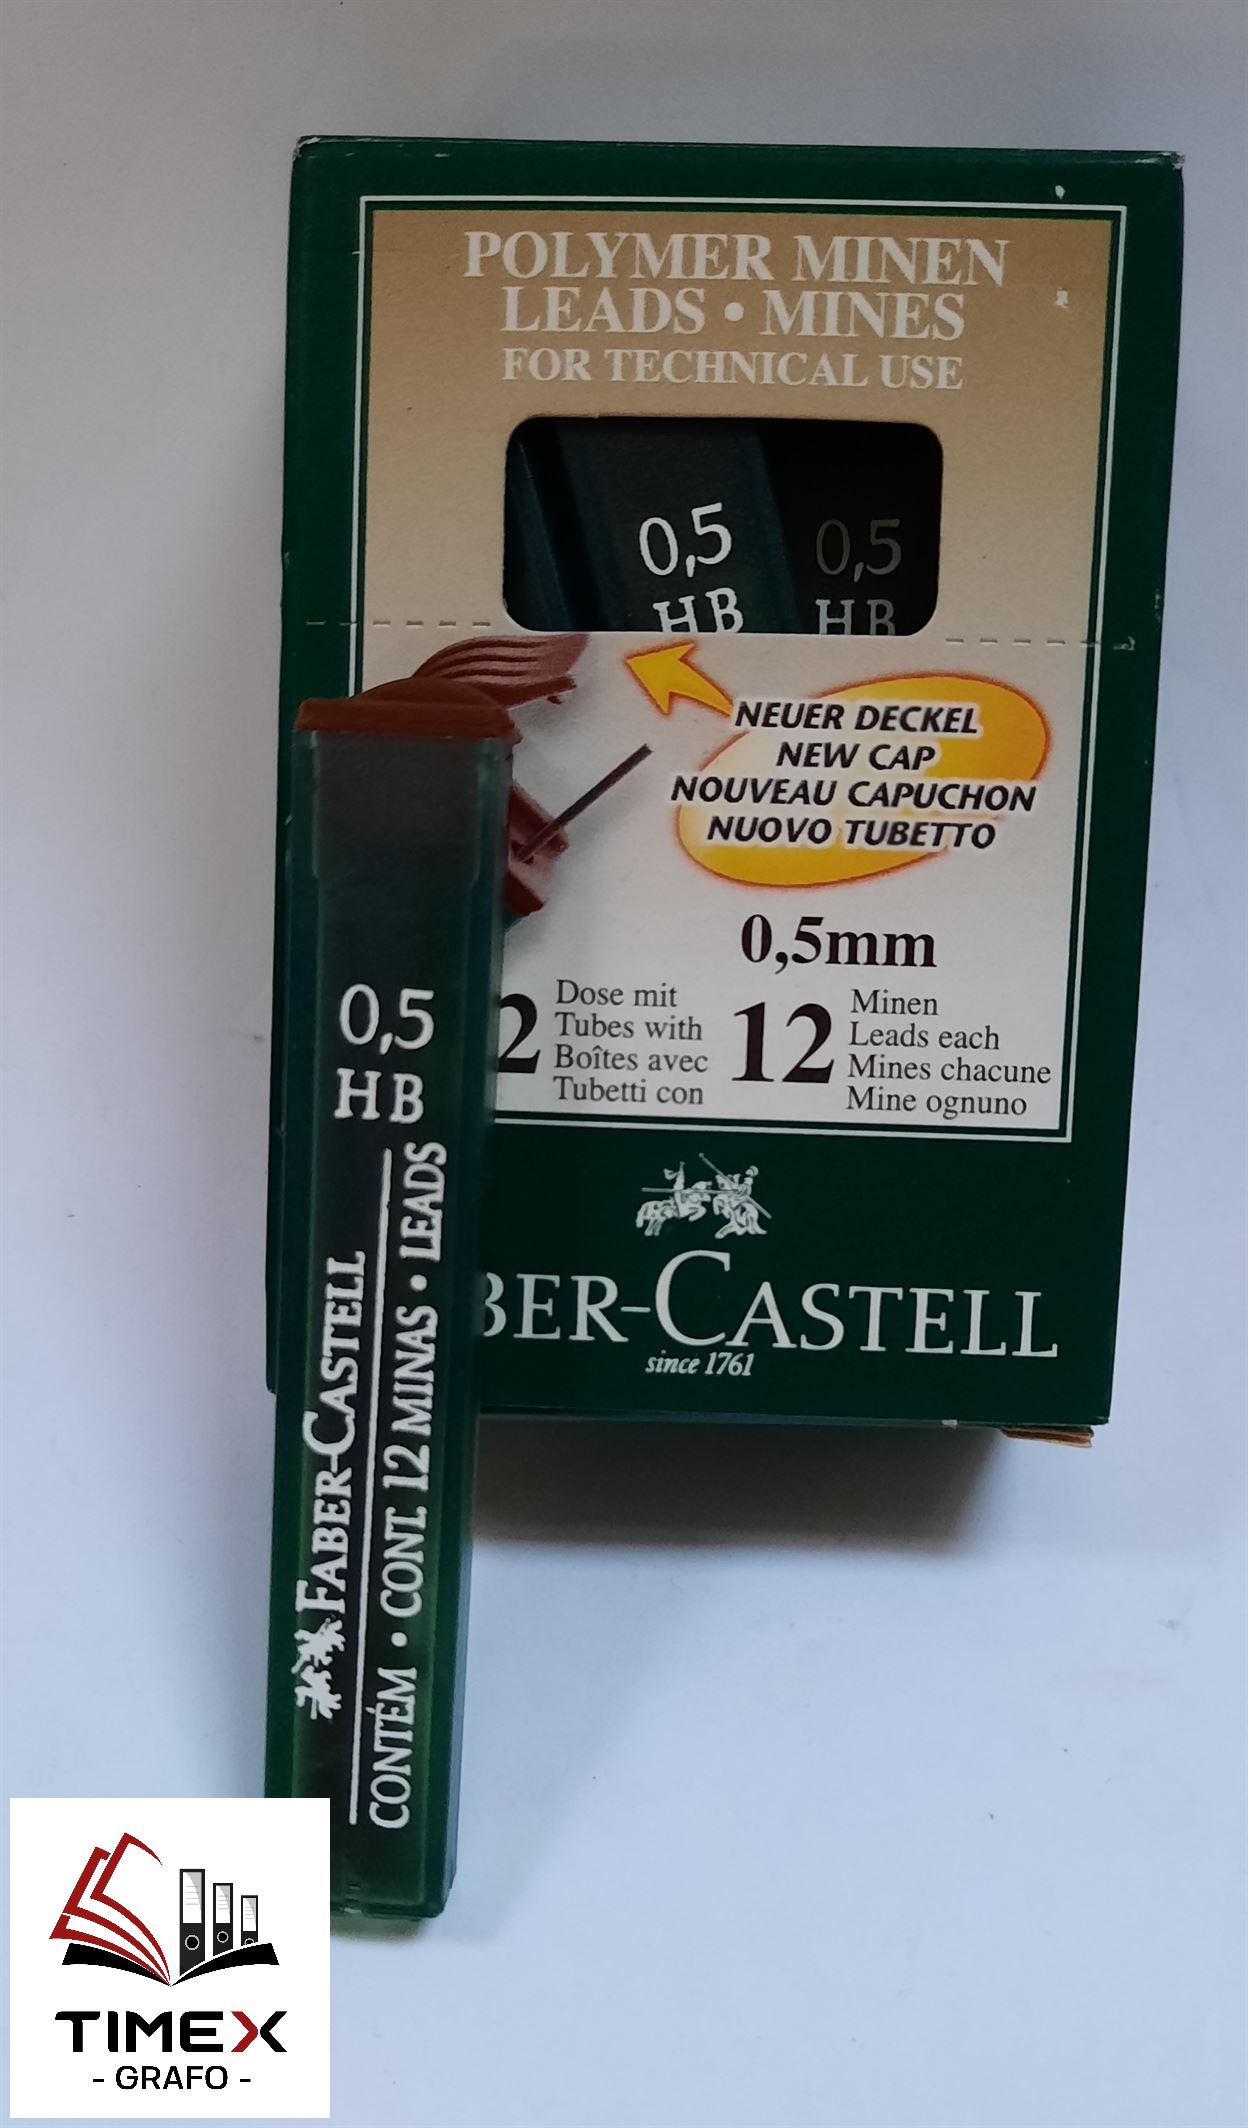 POLYMER MINEN
LEADS • MINES
FOR TECHNICAL USE
0,5
HB
0,5
HB
NEUER DECKEL
NEW CAP
NOUVEAU CAPUCHON
NUOVO TUBETTO
0,5mm
2
Dose mit
Tubes with
Boîtes avec
Tubetti con
12
Minen
Leads each
Mines chacune
Mine ognuno
BER-CASTELL
since 1761
0,5
HB
FABER-CASTELL
CONTÉM • CONT. 12 MINAS • LEADS
TIMEX
- GRAFO -